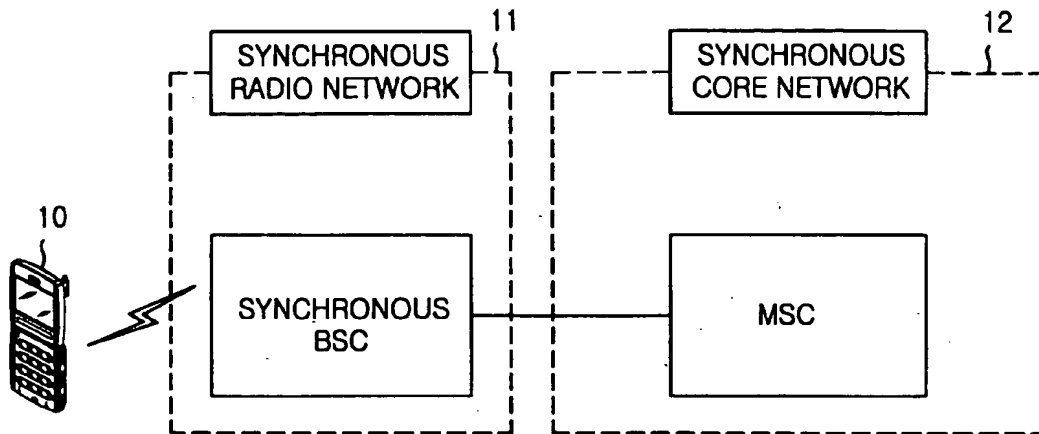 11
12
SYNCHRONOUS
RADIO NETWORK
SYNCHRONOUS
CORE NETWORK
10
SYNCHRONOUS
BSC
MSC